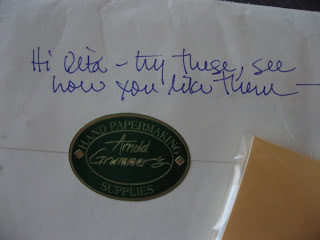 Hi Rita - try these, see
how you like them —
HAND PAPERMAKING
Arnold
Grummer's
SUPPLIES